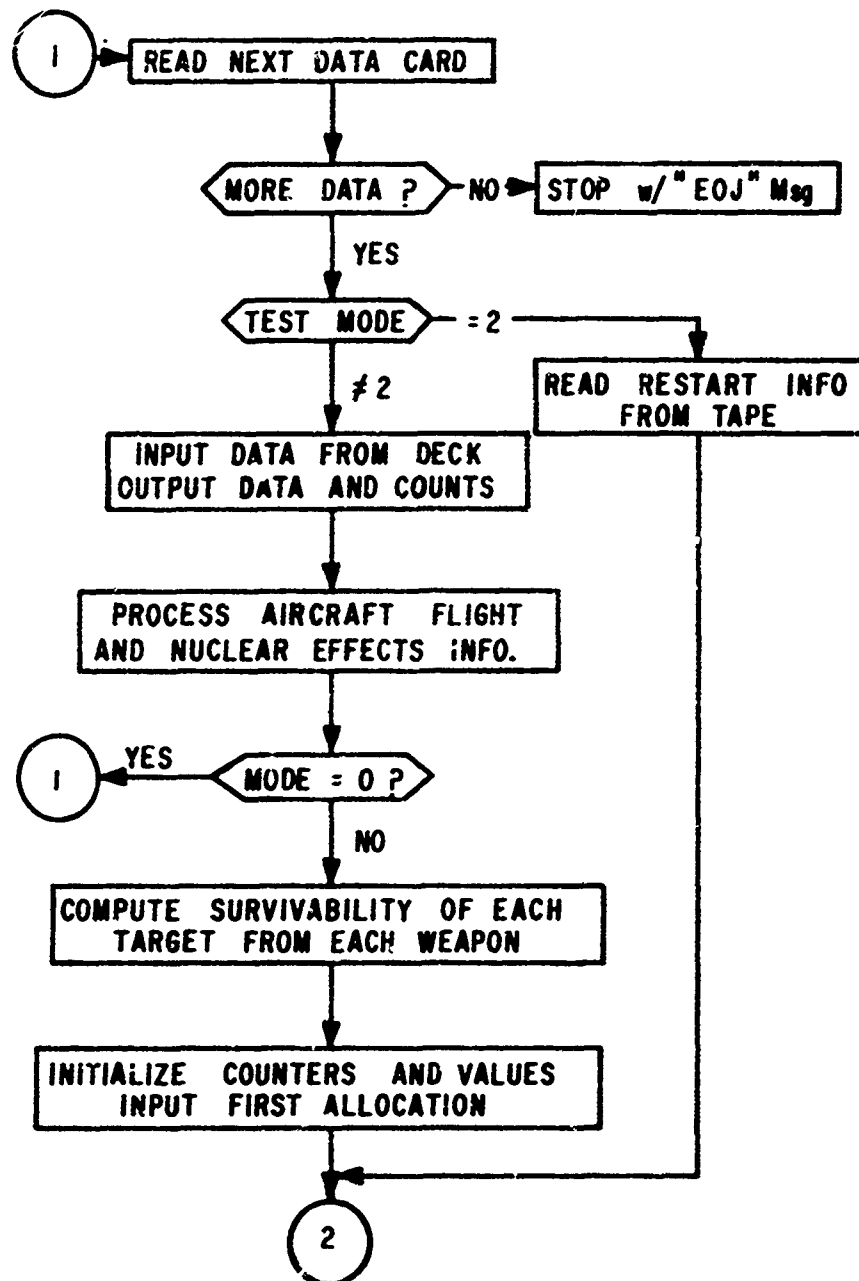 1
READ NEXT DATA CARD
MORE DATA ?
NO
STOP w/ "EOJ" Msg
YES
TEST MODE
= 2
≠ 2
READ RESTART INFO
FROM TAPE
INPUT DATA FROM DECK
OUTPUT DATA AND COUNTS
PROCESS AIRCRAFT FLIGHT
AND NUCLEAR EFFECTS INFO.
1
YES
MODE = 0 ?
NO
COMPUTE SURVIVABILITY OF EACH
TARGET FROM EACH WEAPON
INITIALIZE COUNTERS AND VALUES
INPUT FIRST ALLOCATION
2